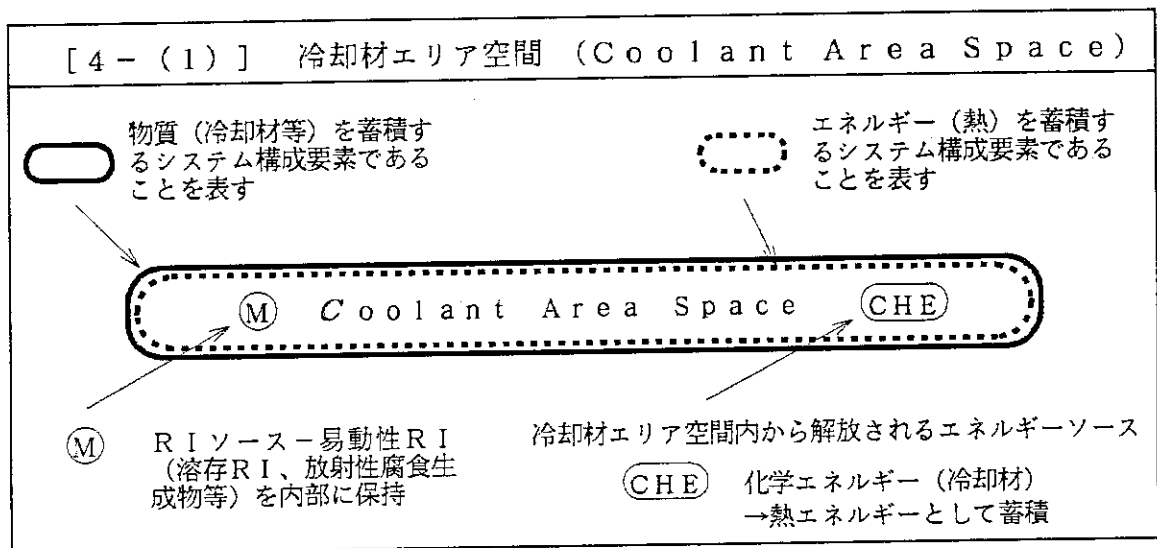 [4-(1)] 冷却材エリア空間 (Coolant Area Space)
物質(冷却材等)を蓄積す
るシステム構成要素である
ことを表す
エネルギー(熱)を蓄積す
るシステム構成要素である
ことを表す
M Coolant Area Space CHE
M RIソース-易動性RI
(溶存RI、放射性腐食生
成物等)を内部に保持
冷却材エリア空間内から解放されるエネルギーソース
CHE 化学エネルギー(冷却材)
→熱エネルギーとして蓄積